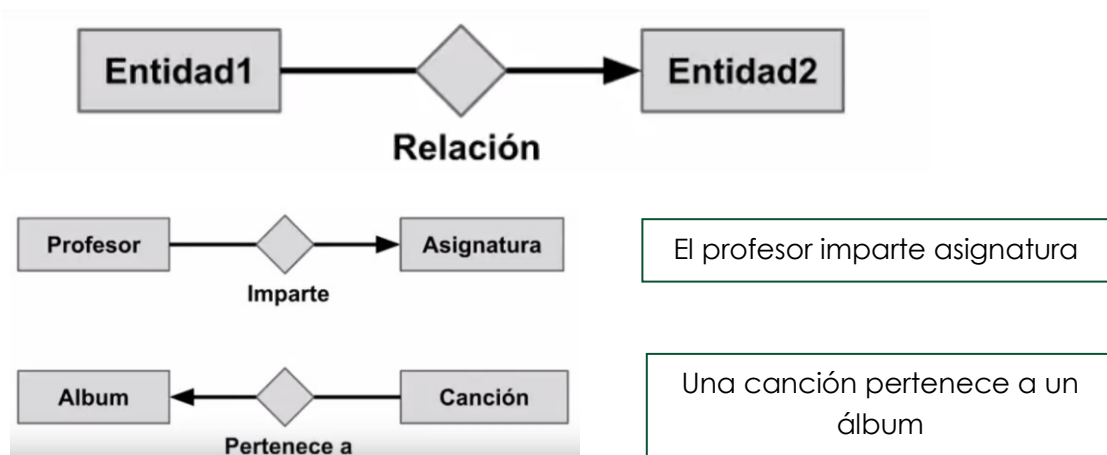 Entidad1
Entidad2
Relación
Profesor
Asignatura
Imparte
El profesor imparte asignatura
Album
Canción
Pertenece a
Una canción pertenece a un
álbum